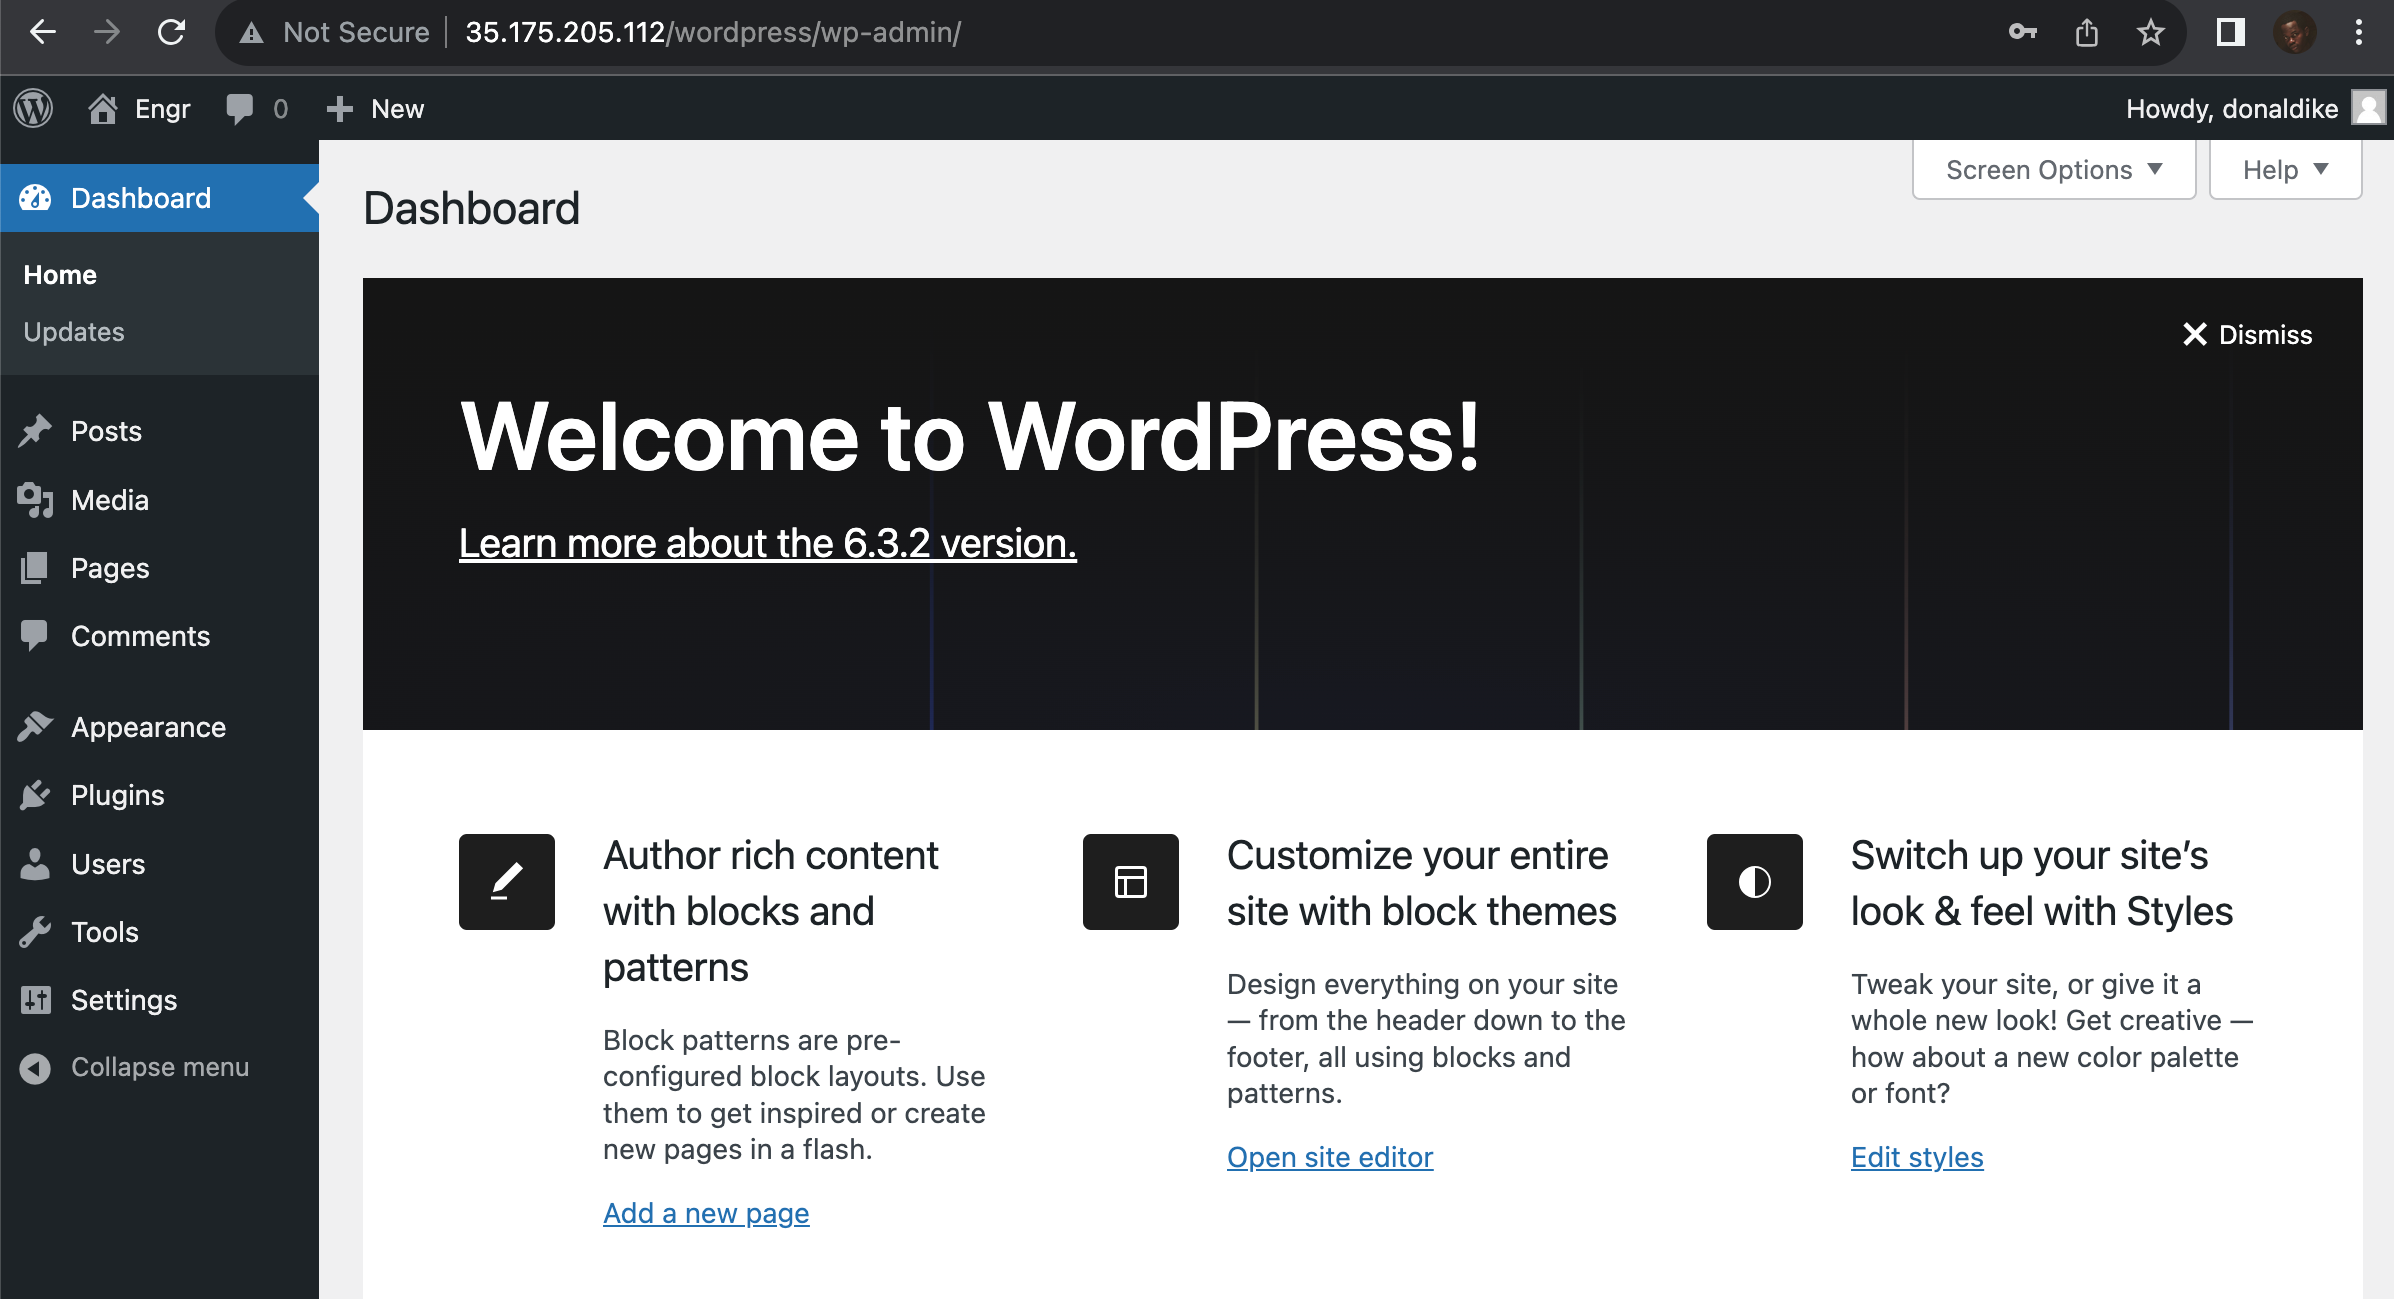 Not Secure 35.175.205.112/wordpress/wp-admin/
Engr 0 New Howdy, donaldike
Screen Options Help
Dashboard
Home
Updates
Posts
Media
Pages
Comments
Appearance
Plugins
Users
Tools
Settings
Collapse menu
Dashboard
Dismiss
Welcome to WordPress!
Learn more about the 6.3.2 version.
Author rich content
with blocks and
patterns
Block patterns are pre-
configured block layouts. Use
them to get inspired or create
new pages in a flash.
Add a new page
Customize your entire
site with block themes
Design everything on your site
— from the header down to the
footer, all using blocks and
patterns.
Open site editor
Switch up your site’s
look & feel with Styles
Tweak your site, or give it a
whole new look! Get creative —
how about a new color palette
or font?
Edit styles